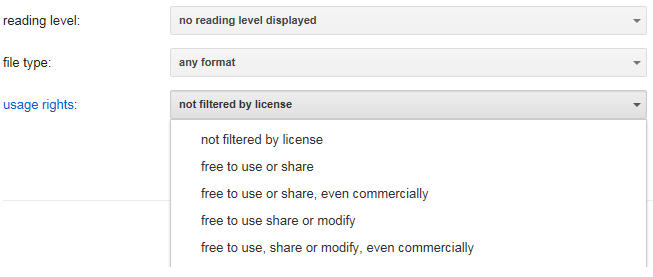 reading level: no reading level displayed
file type: any format
usage rights: not filtered by license
not filtered by license
free to use or share
free to use or share, even commercially
free to use share or modify
free to use, share or modify, even commercially